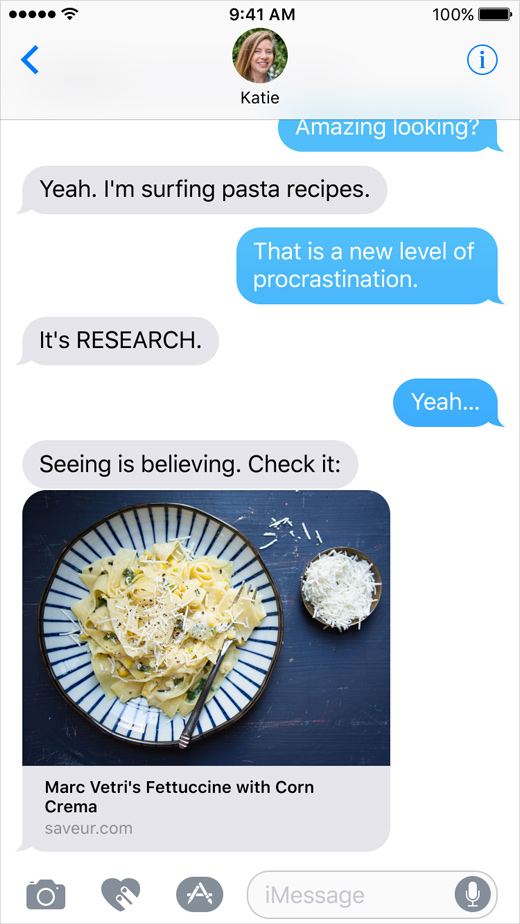 9:41 AM
100%
Katie
Amazing looking?
Yeah. I'm surfing pasta recipes.
That is a new level of
procrastination.
It's RESEARCH.
Yeah...
Seeing is believing. Check it:
Marc Vetri's Fettuccine with Corn
Crema
saveur.com
iMessage